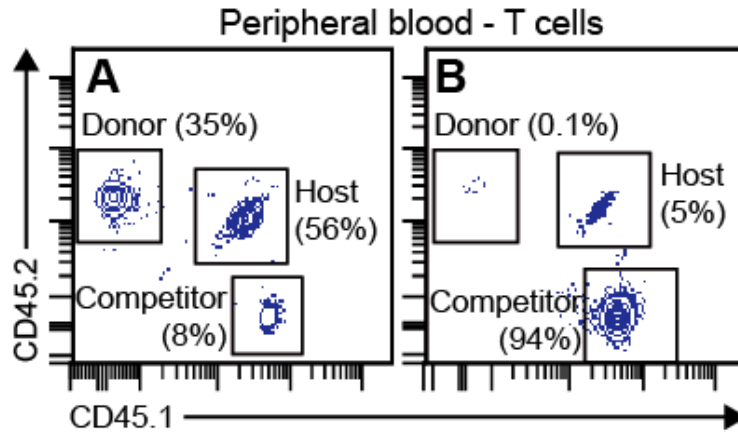 Peripheral blood - T cells
A
Donor (35%)
Host
(56%)
Competitor
(8%)
B
Donor (0.1%)
Host
(5%)
Competitor
(94%)
CD45.2
CD45.1